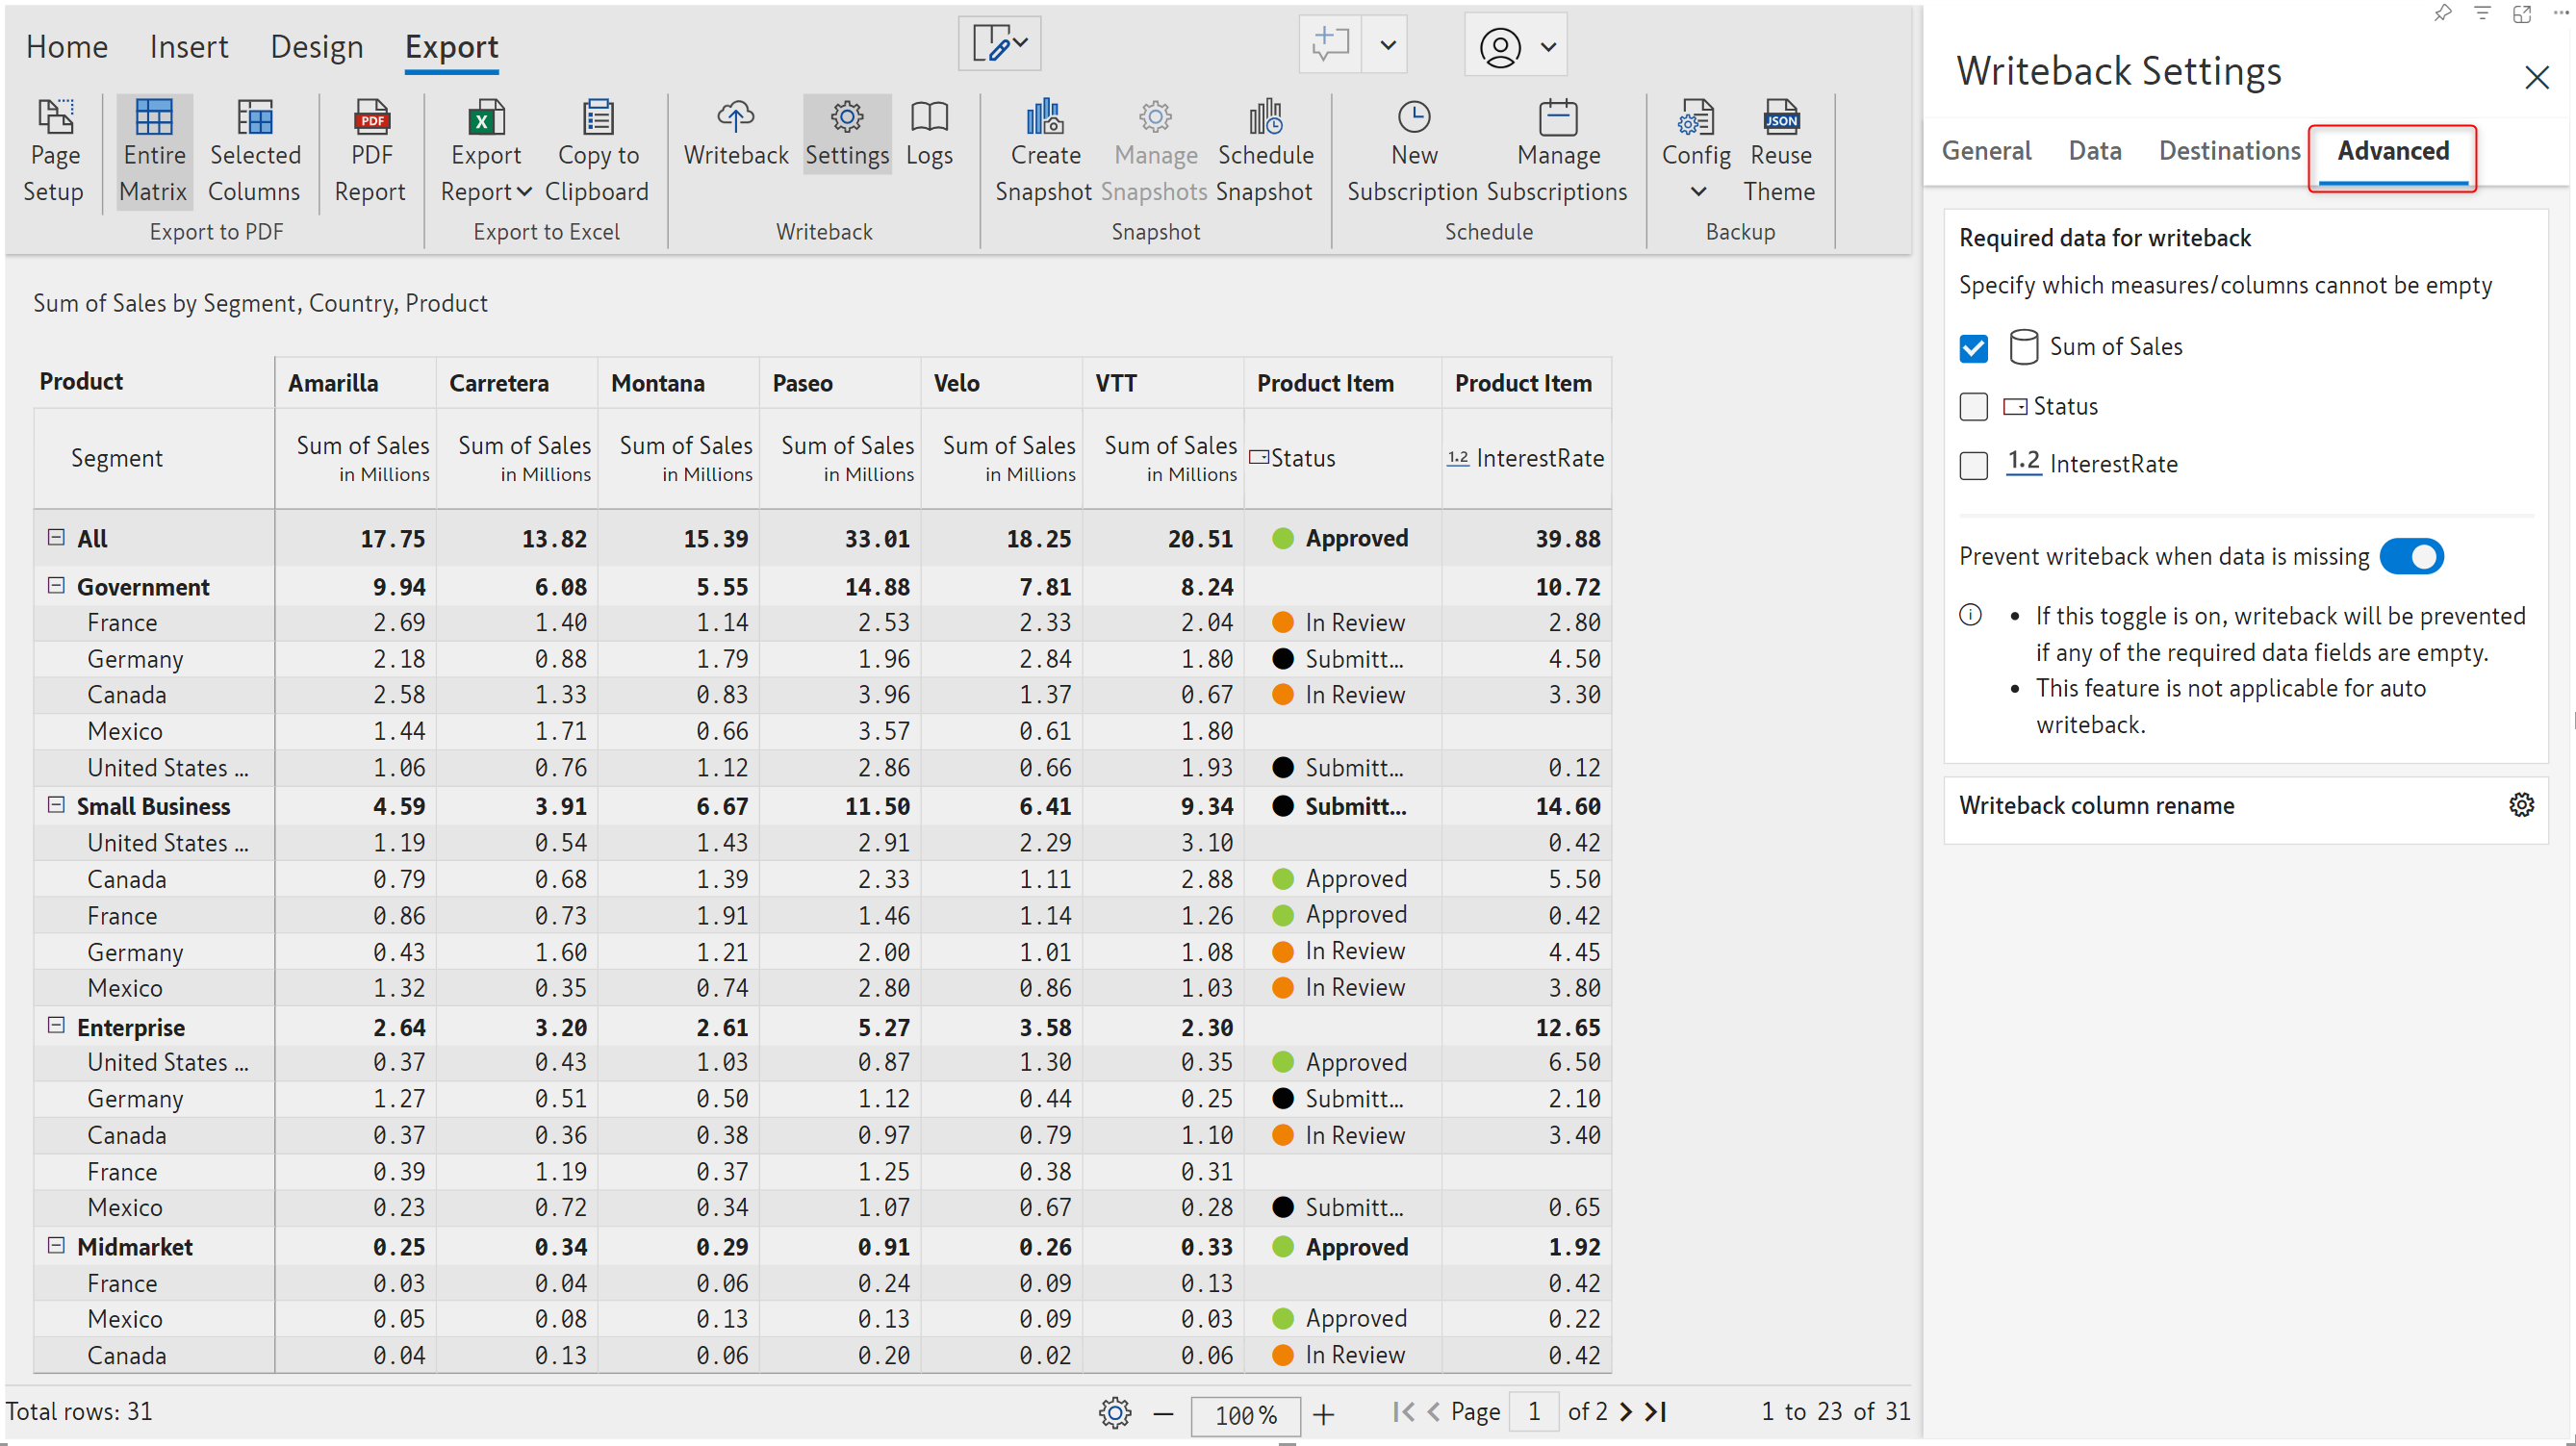 Home Insert Design Export
Page Setup
Entire Matrix
Selected Columns
PDF Report
Export Report
Copy to Clipboard
Writeback
Settings
Logs
Create Snapshot
Manage Snapshots
Schedule Snapshot
New Subscription
Manage Subscriptions
Config
Reuse Theme
Export to PDF Export to Excel Writeback Snapshot Schedule Backup
Sum of Sales by Segment, Country, Product
Product Amarilla Carretera Montana Paseo Velo VTT Product Item Product Item
Segment Sum of Sales in Millions Sum of Sales in Millions Sum of Sales in Millions Sum of Sales in Millions Sum of Sales in Millions Sum of Sales in Millions Status 1.2 InterestRate
All 17.75 13.82 15.39 33.01 18.25 20.51 Approved 39.88
Government 9.94 6.08 5.55 14.88 7.81 8.24 10.72
France 2.69 1.40 1.14 2.53 2.33 2.04 In Review 2.80
Germany 2.18 0.88 1.79 1.96 2.84 1.80 Submitt... 4.50
Canada 2.58 1.33 0.83 3.96 1.37 0.67 In Review 3.30
Mexico 1.44 1.71 0.66 3.57 0.61 1.80
United States ... 1.06 0.76 1.12 2.86 0.66 1.93 Submitt... 0.12
Small Business 4.59 3.91 6.67 11.50 6.41 9.34 Submitt... 14.60
United States ... 1.19 0.54 1.43 2.91 2.29 3.10 0.42
Canada 0.79 0.68 1.39 2.33 1.11 2.88 Approved 5.50
France 0.86 0.73 1.91 1.46 1.14 1.26 Approved 0.42
Germany 0.43 1.60 1.21 2.00 1.01 1.08 In Review 4.45
Mexico 1.32 0.35 0.74 2.80 0.86 1.03 In Review 3.80
Enterprise 2.64 3.20 2.61 5.27 3.58 2.30 12.65
United States ... 0.37 0.43 1.03 0.87 1.30 0.35 Approved 6.50
Germany 1.27 0.51 0.50 1.12 0.44 0.25 Submitt... 2.10
Canada 0.37 0.36 0.38 0.97 0.79 1.10 In Review 3.40
France 0.39 1.19 0.37 1.25 0.38 0.31
Mexico 0.23 0.72 0.34 1.07 0.67 0.28 Submitt... 0.65
Midmarket 0.25 0.34 0.29 0.91 0.26 0.33 Approved 1.92
France 0.03 0.04 0.06 0.24 0.09 0.13 0.42
Mexico 0.05 0.08 0.13 0.13 0.09 0.03 Approved 0.22
Canada 0.04 0.13 0.06 0.20 0.02 0.06 In Review 0.42
Total rows: 31 100% Page 1 of 2 1 to 23 of 31
Writeback Settings
General Data Destinations Advanced
Required data for writeback
Specify which measures/columns cannot be empty
Sum of Sales
Status
1.2 InterestRate
Prevent writeback when data is missing
• If this toggle is on, writeback will be prevented
if any of the required data fields are empty.
• This feature is not applicable for auto
writeback.
Writeback column rename